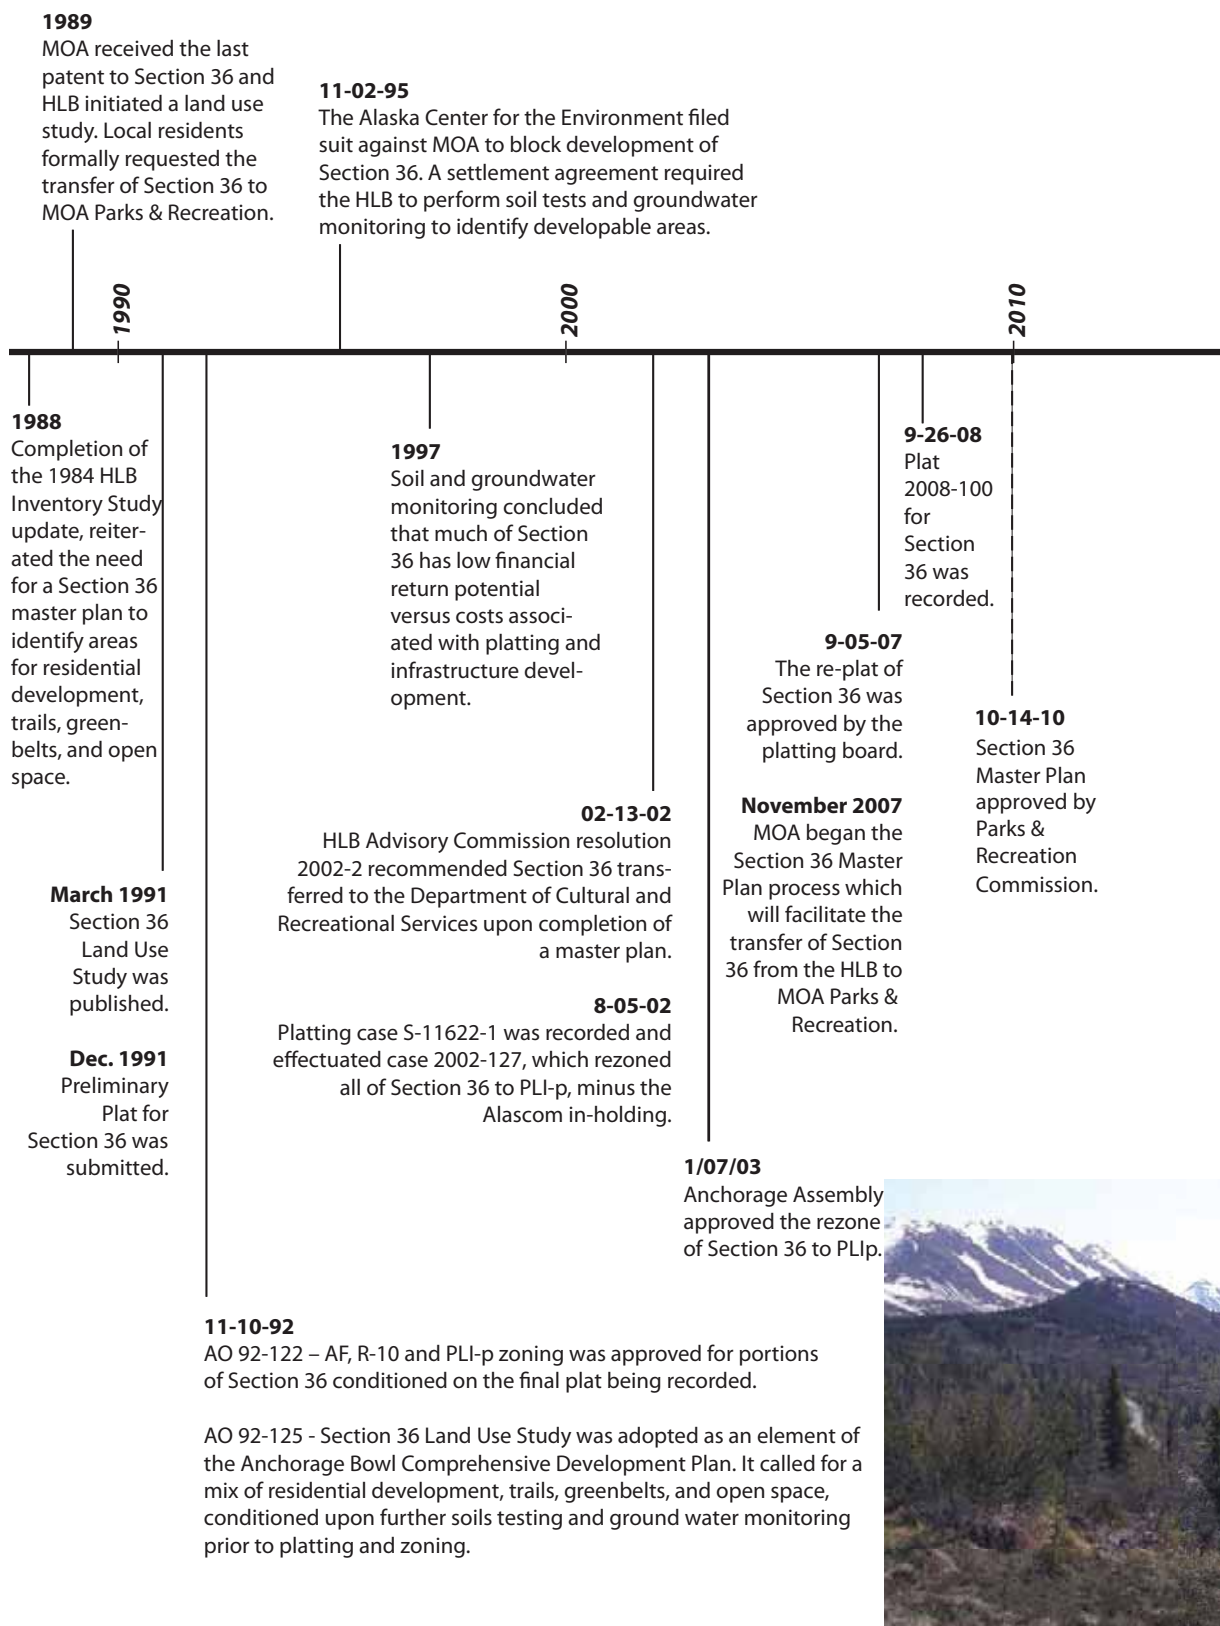 1989
MOA received the last
patent to Section 36 and
HLB initiated a land use
study. Local residents
formally requested the
transfer of Section 36 to
MOA Parks & Recreation.
11-02-95
The Alaska Center for the Environment filed
suit against MOA to block development of
Section 36. A settlement agreement required
the HLB to perform soil tests and groundwater
monitoring to identify developable areas.
1990
2000
2010
1988
Completion of
the 1984 HLB
Inventory Study
update, reiter-
ated the need
for a Section 36
master plan to
identify areas
for residential
development,
trails, green-
belts, and open
space.
March 1991
Section 36
Land Use
Study was
published.
Dec. 1991
Preliminary
Plat for
Section 36 was
submitted.
11-10-92
AO 92-122 – AF, R-10 and PLI-p zoning was approved for portions
of Section 36 conditioned on the final plat being recorded.
AO 92-125 - Section 36 Land Use Study was adopted as an element of
the Anchorage Bowl Comprehensive Development Plan. It called for a
mix of residential development, trails, greenbelts, and open space,
conditioned upon further soils testing and ground water monitoring
prior to platting and zoning.
1997
Soil and groundwater
monitoring concluded
that much of Section
36 has low financial
return potential
versus costs associ-
ated with platting and
infrastructure devel-
opment.
02-13-02
HLB Advisory Commission resolution
2002-2 recommended Section 36 trans-
ferred to the Department of Cultural and
Recreational Services upon completion of
a master plan.
8-05-02
Platting case S-11622-1 was recorded and
effectuated case 2002-127, which rezoned
all of Section 36 to PLI-p, minus the
Alascom in-holding.
1/07/03
Anchorage Assembly
approved the rezone
of Section 36 to PLIp.
9-05-07
The re-plat of
Section 36 was
approved by the
platting board.
November 2007
MOA began the
Section 36 Master
Plan process which
will facilitate the
transfer of Section
36 from the HLB to
MOA Parks &
Recreation.
9-26-08
Plat
2008-100
for
Section
36 was
recorded.
10-14-10
Section 36
Master Plan
approved by
Parks &
Recreation
Commission.